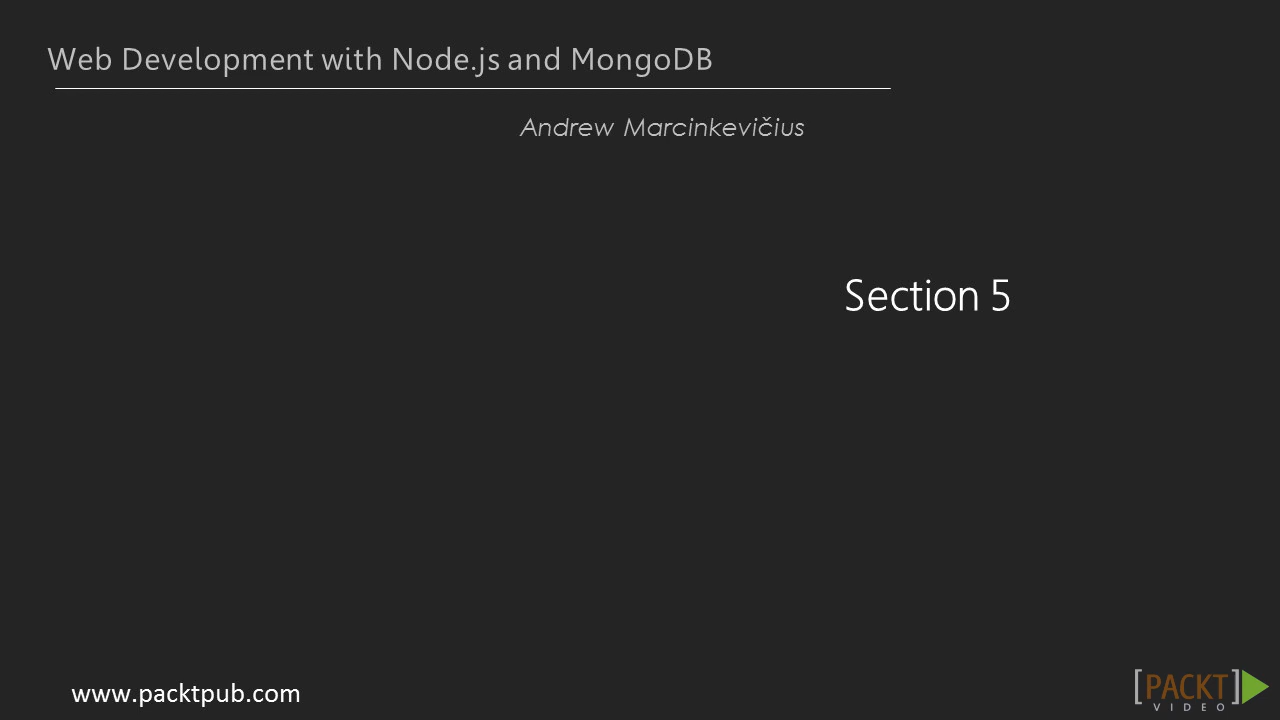 Web Development with Node.js and MongoDB
Andrew Marcinkevičius
Section 5
www.packtpub.com
[PACKT]
VIDEO